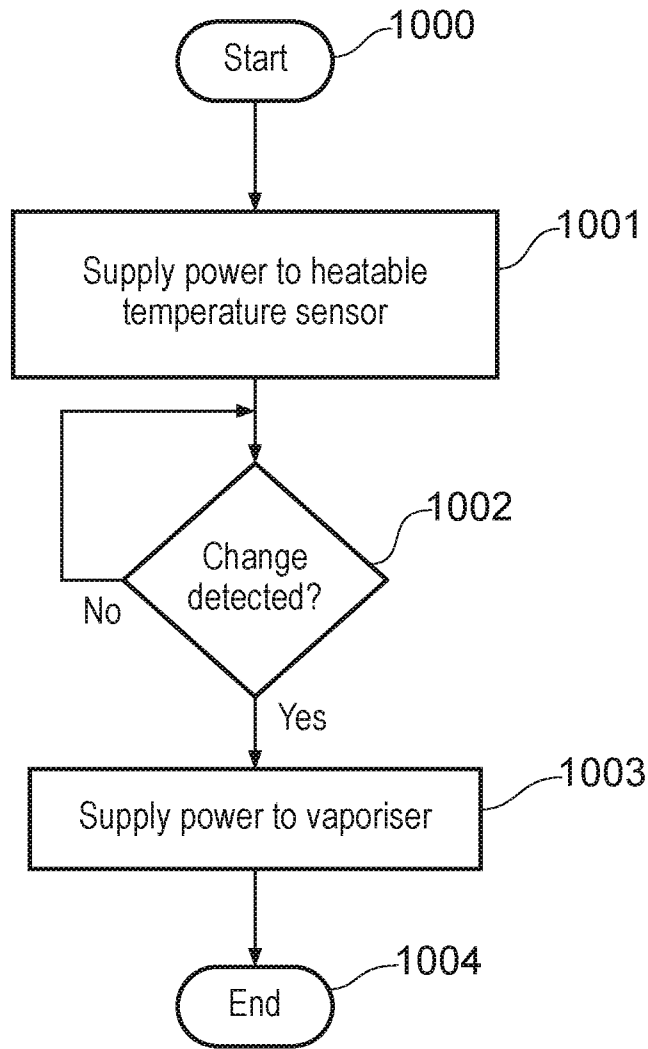 1000
Start
1001
Supply power to heatable
temperature sensor
1002
Change
detected?
No
Yes
1003
Supply power to vaporiser
1004
End